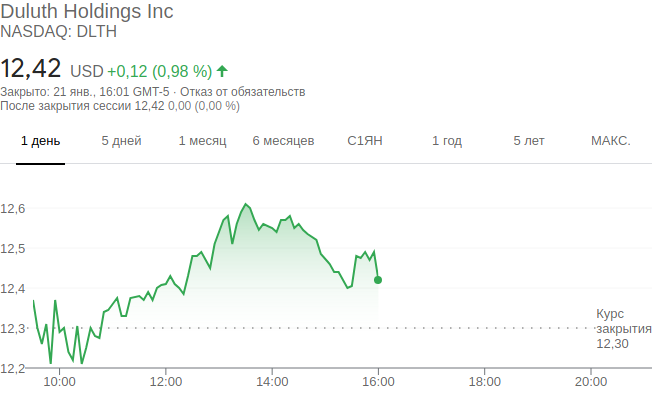 Duluth Holdings Inc
NASDAQ: DLTH
12,42 USD +0,12 (0,98 %)
Закрыто: 21 янв., 16:01 GMT-5 · Отказ от обязательств
После закрытия сессии 12,42 0,00 (0,00 %)
1 день 5 дней 1 месяц 6 месяцев С1ЯН 1 год 5 лет МАКС.
12,6
12,5
12,4
12,3
12,2
Курс
закрытия
12,30
10:00 12:00 14:00 16:00 18:00 20:00